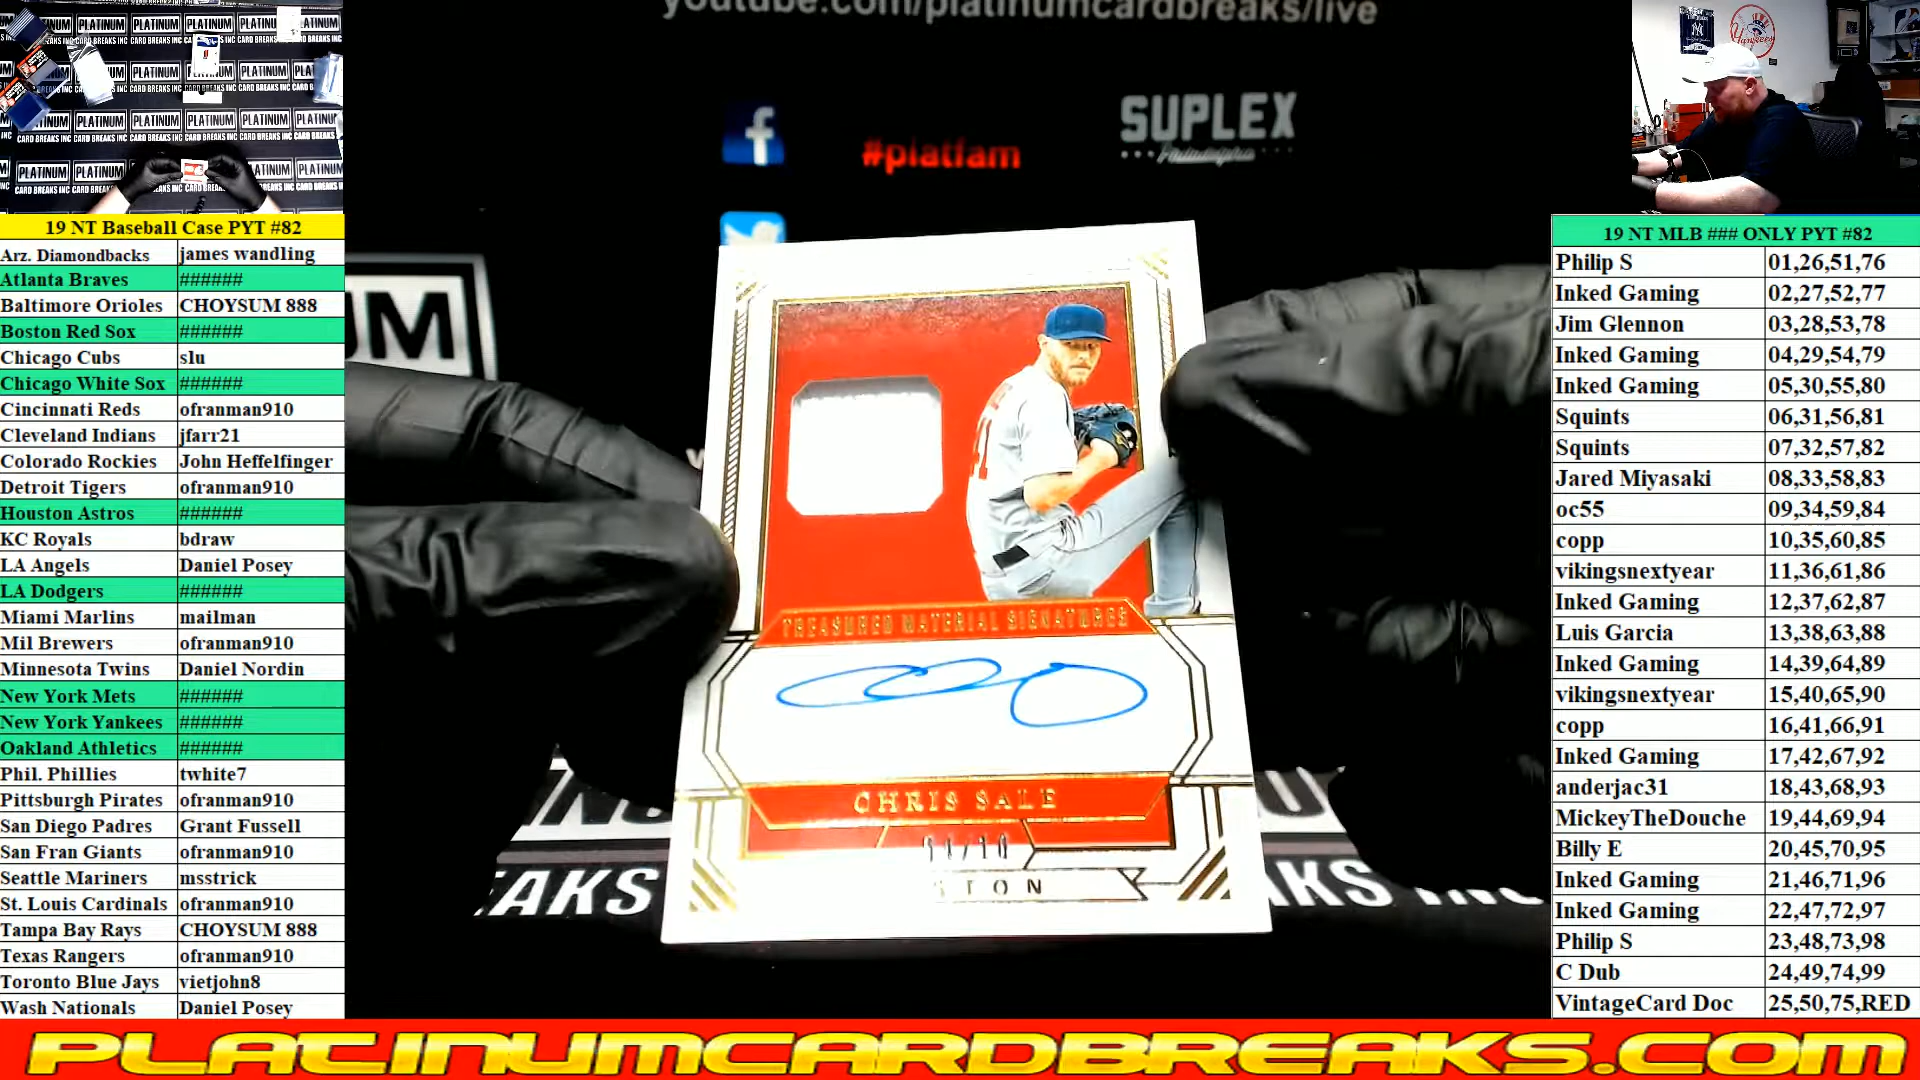 youtube.com/platinumcardbreaks/live
#platfam
SUPLEX
Philadelphia
19 NT Baseball Case PYT #82
Arz. Diamondbacks james wandling
Atlanta Braves ######
Baltimore Orioles CHOYSUM 888
Boston Red Sox ######
Chicago Cubs slu
Chicago White Sox ######
Cincinnati Reds ofranman910
Cleveland Indians jfarr21
Colorado Rockies John Heffelfinger
Detroit Tigers ofranman910
Houston Astros ######
KC Royals bdraw
LA Angels Daniel Posey
LA Dodgers ######
Miami Marlins mailman
Mil Brewers ofranman910
Minnesota Twins Daniel Nordin
New York Mets ######
New York Yankees ######
Oakland Athletics ######
Phil. Phillies twhite7
Pittsburgh Pirates ofranman910
San Diego Padres Grant Fussell
San Fran Giants ofranman910
Seattle Mariners msstrick
St. Louis Cardinals ofranman910
Tampa Bay Rays CHOYSUM 888
Texas Rangers ofranman910
Toronto Blue Jays vietjohn8
Wash Nationals Daniel Posey
TREASURED MATERIAL SIGNATURES
CHRIS SALE
STON
19 NT MLB ### ONLY PYT #82
Philip S 01,26,51,76
Inked Gaming 02,27,52,77
Jim Glennon 03,28,53,78
Inked Gaming 04,29,54,79
Inked Gaming 05,30,55,80
Squints 06,31,56,81
Squints 07,32,57,82
Jared Miyasaki 08,33,58,83
oc55 09,34,59,84
copp 10,35,60,85
vikingsnextyear 11,36,61,86
Inked Gaming 12,37,62,87
Luis Garcia 13,38,63,88
Inked Gaming 14,39,64,89
vikingsnextyear 15,40,65,90
copp 16,41,66,91
Inked Gaming 17,42,67,92
anderjac31 18,43,68,93
MickeyTheDouche 19,44,69,94
Billy E 20,45,70,95
Inked Gaming 21,46,71,96
Inked Gaming 22,47,72,97
Philip S 23,48,73,98
C Dub 24,49,74,99
VintageCard Doc 25,50,75,RED
PLATINUMCARDBREAKS.COM